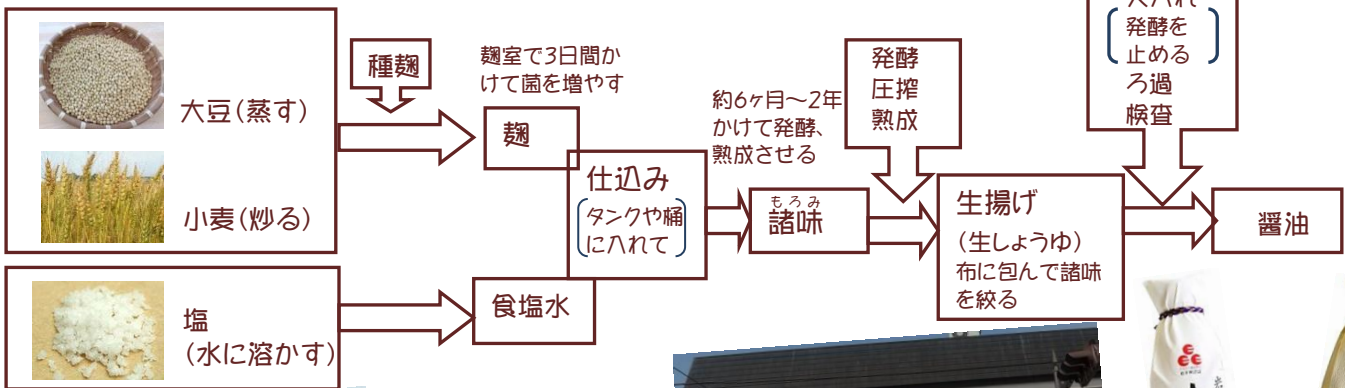 大豆(蒸す)
小麦(炒る)
種麹
麹室で3日間か
けて菌を増やす
麹
塩
(水に溶かす)
食塩水
仕込み
タンクや桶
に入れて
約6ヶ月〜2年
かけて発酵、
熟成させる
もろみ
諸味
発酵
圧搾
熟成
生揚げ
(生しょうゆ)
布に包んで諸味
を絞る
発酵を
止める
ろ過
検査
醤油